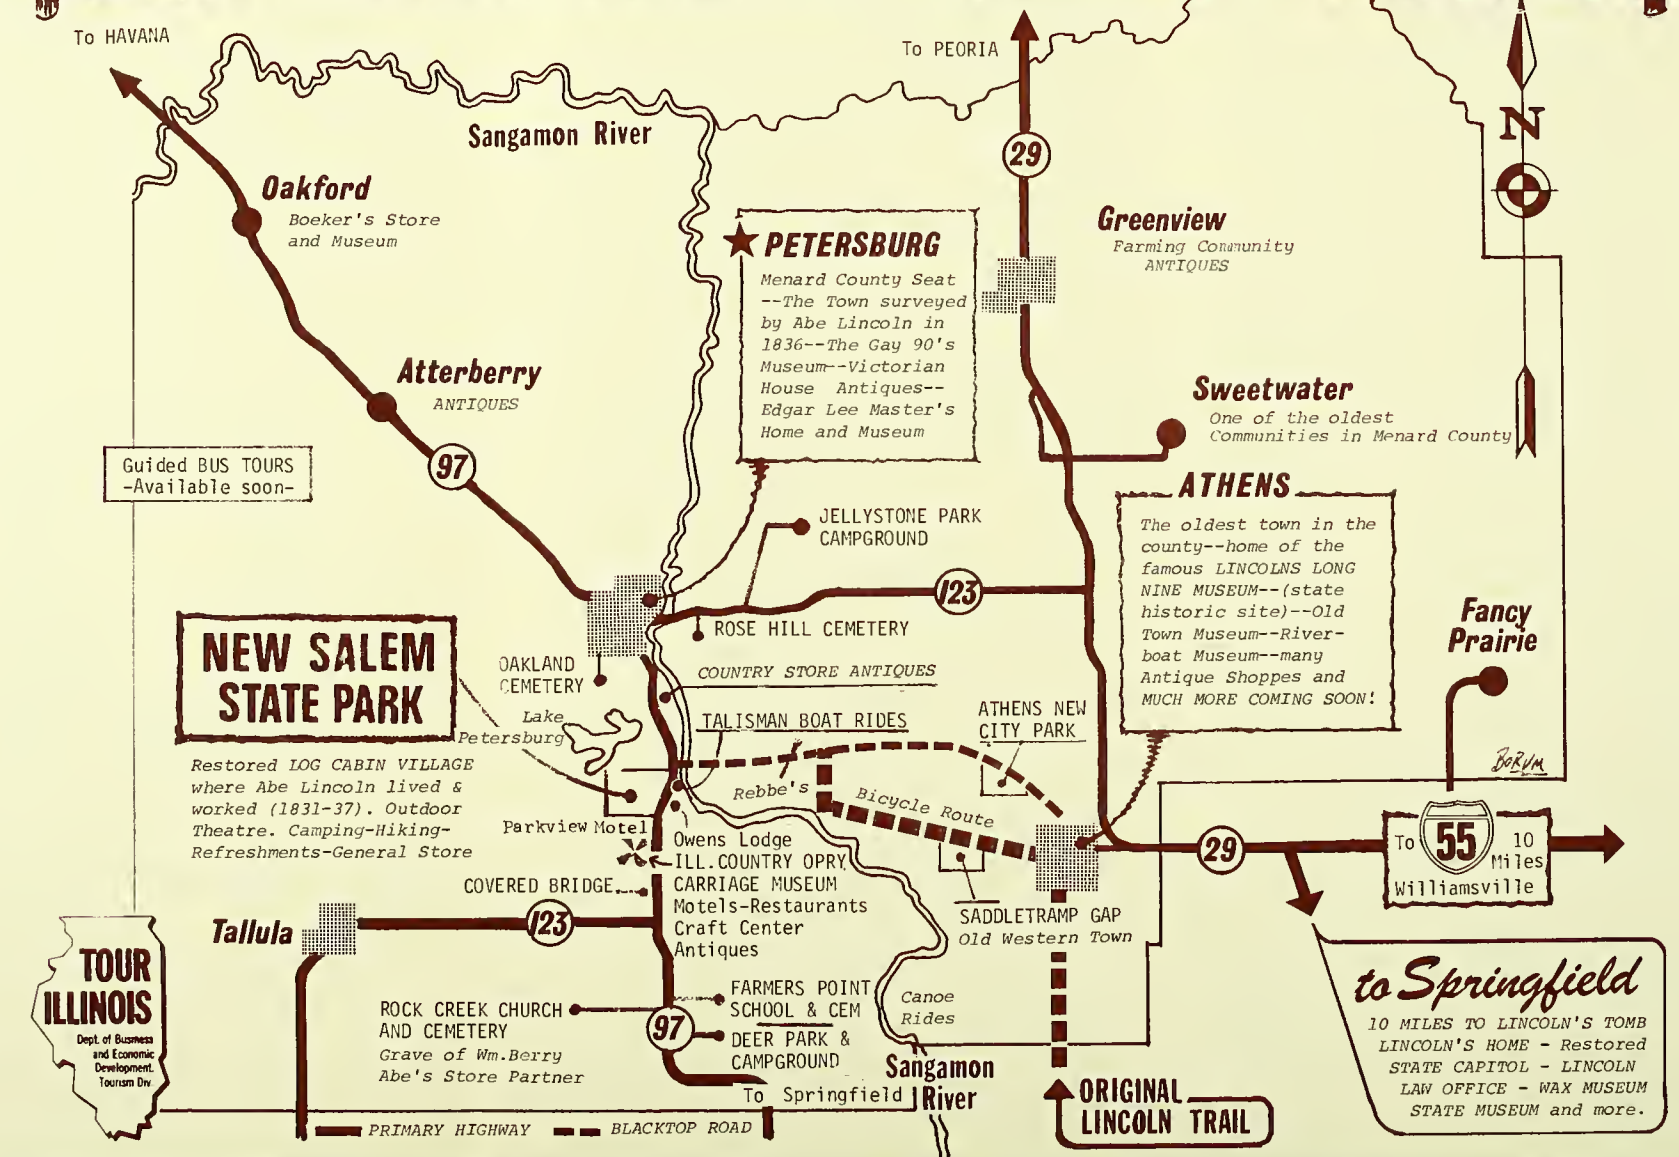 To HAVANA
To PEORIA
N
Sangamon River
29
Oakford
Boeker's Store
and Museum
PETERSBURG
Menard County Seat
--The Town surveyed
by Abe Lincoln in
1836--The Gay 90's
Museum--Victorian
House Antiques--
Edgar Lee Master's
Home and Museum
Greenview
Farming Community
ANTIQUES
Atterberry
ANTIQUES
Sweetwater
One of the oldest
Communities in Menard County
97
Guided BUS TOURS
-Available soon-
ATHENS
The oldest town in the
county--home of the
famous LINCOLNS LONG
NINE MUSEUM--(state
historic site)--Old
Town Museum--River-
boat Museum--many
Antique Shoppes and
MUCH MORE COMING SOON!
JELLYSTONE PARK
CAMPGROUND
123
Fancy
Prairie
ROSE HILL CEMETERY
NEW SALEM
STATE PARK
Restored LOG CABIN VILLAGE
where Abe Lincoln lived &
worked (1831-37). Outdoor
Theatre. Camping-Hiking-
Refreshments-General Store
OAKLAND
CEMETERY
COUNTRY STORE ANTIQUES
Lake
Petersburg
TALISMAN BOAT RIDES
ATHENS NEW
CITY PARK
BORUM
Rebbe's
Bicycle Route
Parkview Motel
Owens Lodge
ILL.COUNTRY OPRY
CARRIAGE MUSEUM
Motels-Restaurants
Craft Center
Antiques
COVERED BRIDGE
29
To
55
10
Miles
Williamsville
SADDLETRAMP GAP
Old Western Town
Tallula
123
TOUR
ILLINOIS
Dept. of Business
and Economic
Development.
Tourism Div.
ROCK CREEK CHURCH
AND CEMETERY
Grave of Wm.Berry
Abe's Store Partner
FARMERS POINT
SCHOOL & CEM
97
DEER PARK &
CAMPGROUND
Canoe
Rides
to Springfield
10 MILES TO LINCOLN'S TOMB
LINCOLN'S HOME - Restored
STATE CAPITOL - LINCOLN
LAW OFFICE - WAX MUSEUM
STATE MUSEUM and more.
Sangamon
River
To Springfield
ORIGINAL
LINCOLN TRAIL
PRIMARY HIGHWAY
BLACKTOP ROAD